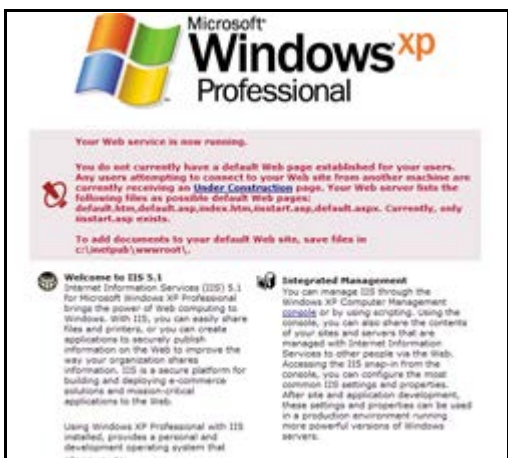 Microsoft
Windows xp
Professional
Your Web service is now running.
You do not currently have a default Web page established for your users.
Any users attempting to connect to your Web site from another machine are
currently receiving an Under Construction page. Your Web server lists the
following files as possible default Web pages:
default.htm,default.asp,index.htm,iisstart.asp,default.aspx. Currently, only
iisstart.asp exists.
To add documents to your default Web site, save files in
c:\inetpub\wwwroot\.
Welcome to IIS 5.1
Internet Information Services (IIS) 5.1
for Microsoft Windows XP Professional
brings the power of Web computing to
Windows. With IIS, you can easily share
files and printers, or you can create
applications to securely publish
information on the Web to improve the
way your organization shares
information. IIS is a secure platform for
building and deploying e-commerce
solutions and mission-critical
applications to the Web.
Using Windows XP Professional with IIS
installed, provides a personal and
development operating system that
Integrated Management
You can manage IIS through the
Windows XP Computer Management
console or by using scripting. Using the
console, you can also share the contents
of your sites and servers that are
managed with Internet Information
Services to other people via the Web.
Accessing the IIS snap-in from the
console, you can configure the most
common IIS settings and properties.
After site and application development,
these settings and properties can be used
in a production environment running
more powerful versions of Windows
servers.